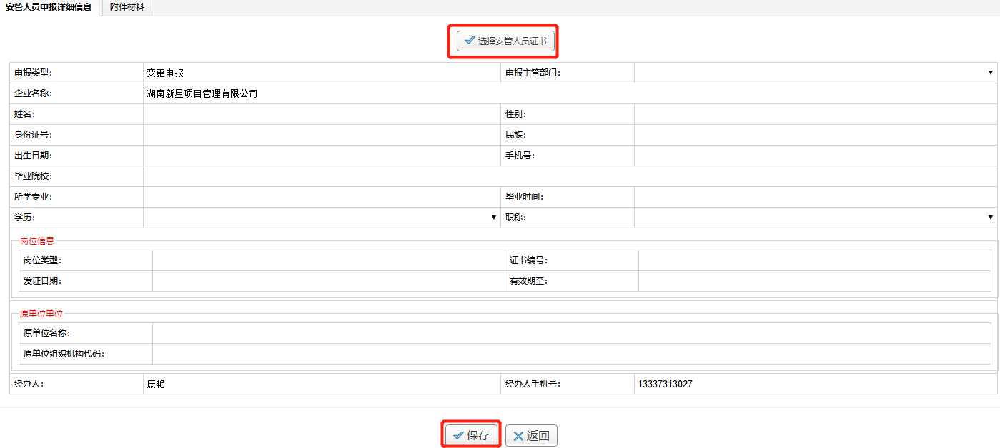 安管人员申报详细信息 附件材料
选择安管人员证书
申报类型: 变更申报 申报主管部门:
企业名称: 湖南新星项目管理有限公司
姓名: 性别:
身份证号: 民族:
出生日期: 手机号:
毕业院校:
所学专业: 毕业时间:
学历: 职称:
岗位信息
岗位类型: 证书编号:
发证日期: 有效期至:
原单位单位
原单位名称:
原单位组织机构代码:
经办人: 康艳 经办人手机号: 13337313027
保存 返回